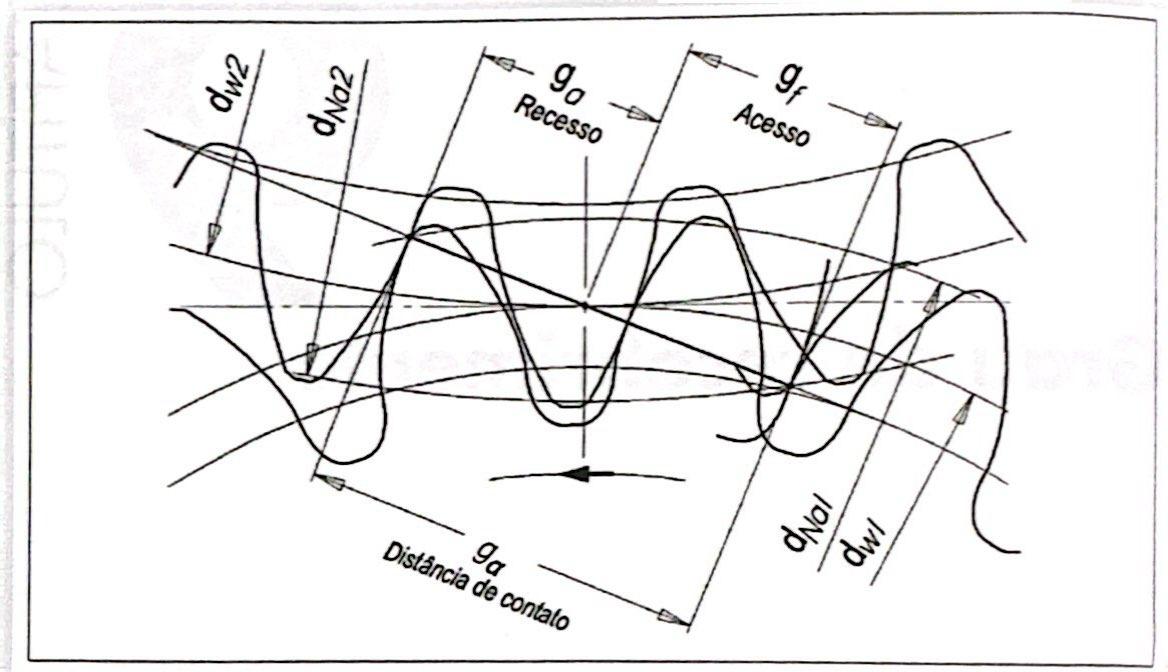 dw2
dNa2
ga
Recesso
gf
Acesso
gα
Distância de contato
dNa1
dw1